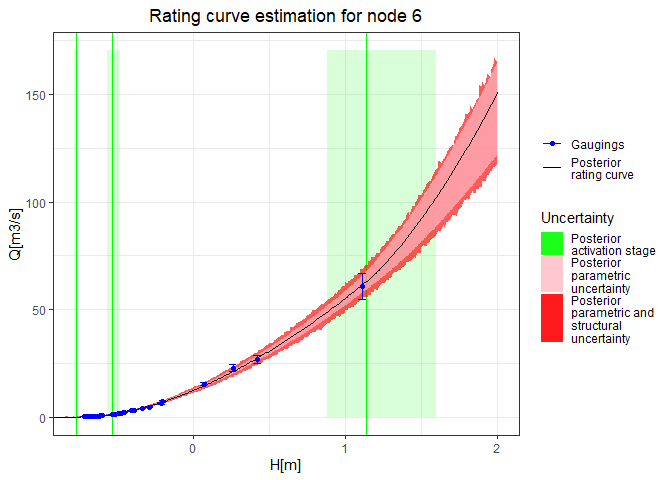 Rating curve estimation for node 6
Q[m3/s]
150
100
50
0
0
1
2
H[m]
Gaugings
Posterior
rating curve
Uncertainty
Posterior
activation stage
Posterior
parametric
uncertainty
Posterior
parametric and
structural
uncertainty